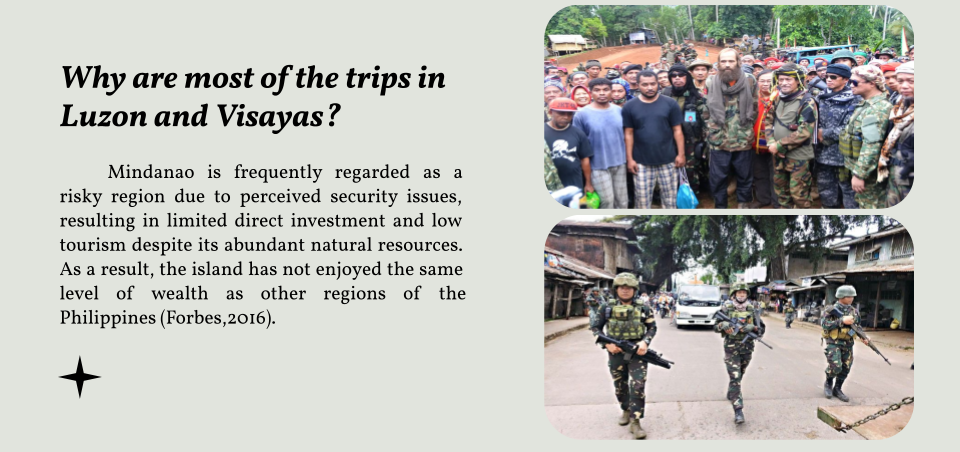 Why are most of the trips in
Luzon and Visayas?
Mindanao is frequently regarded as a
risky region due to perceived security issues,
resulting in limited direct investment and low
tourism despite its abundant natural resources.
As a result, the island has not enjoyed the same
level of wealth as other regions of the
Philippines (Forbes,2016).